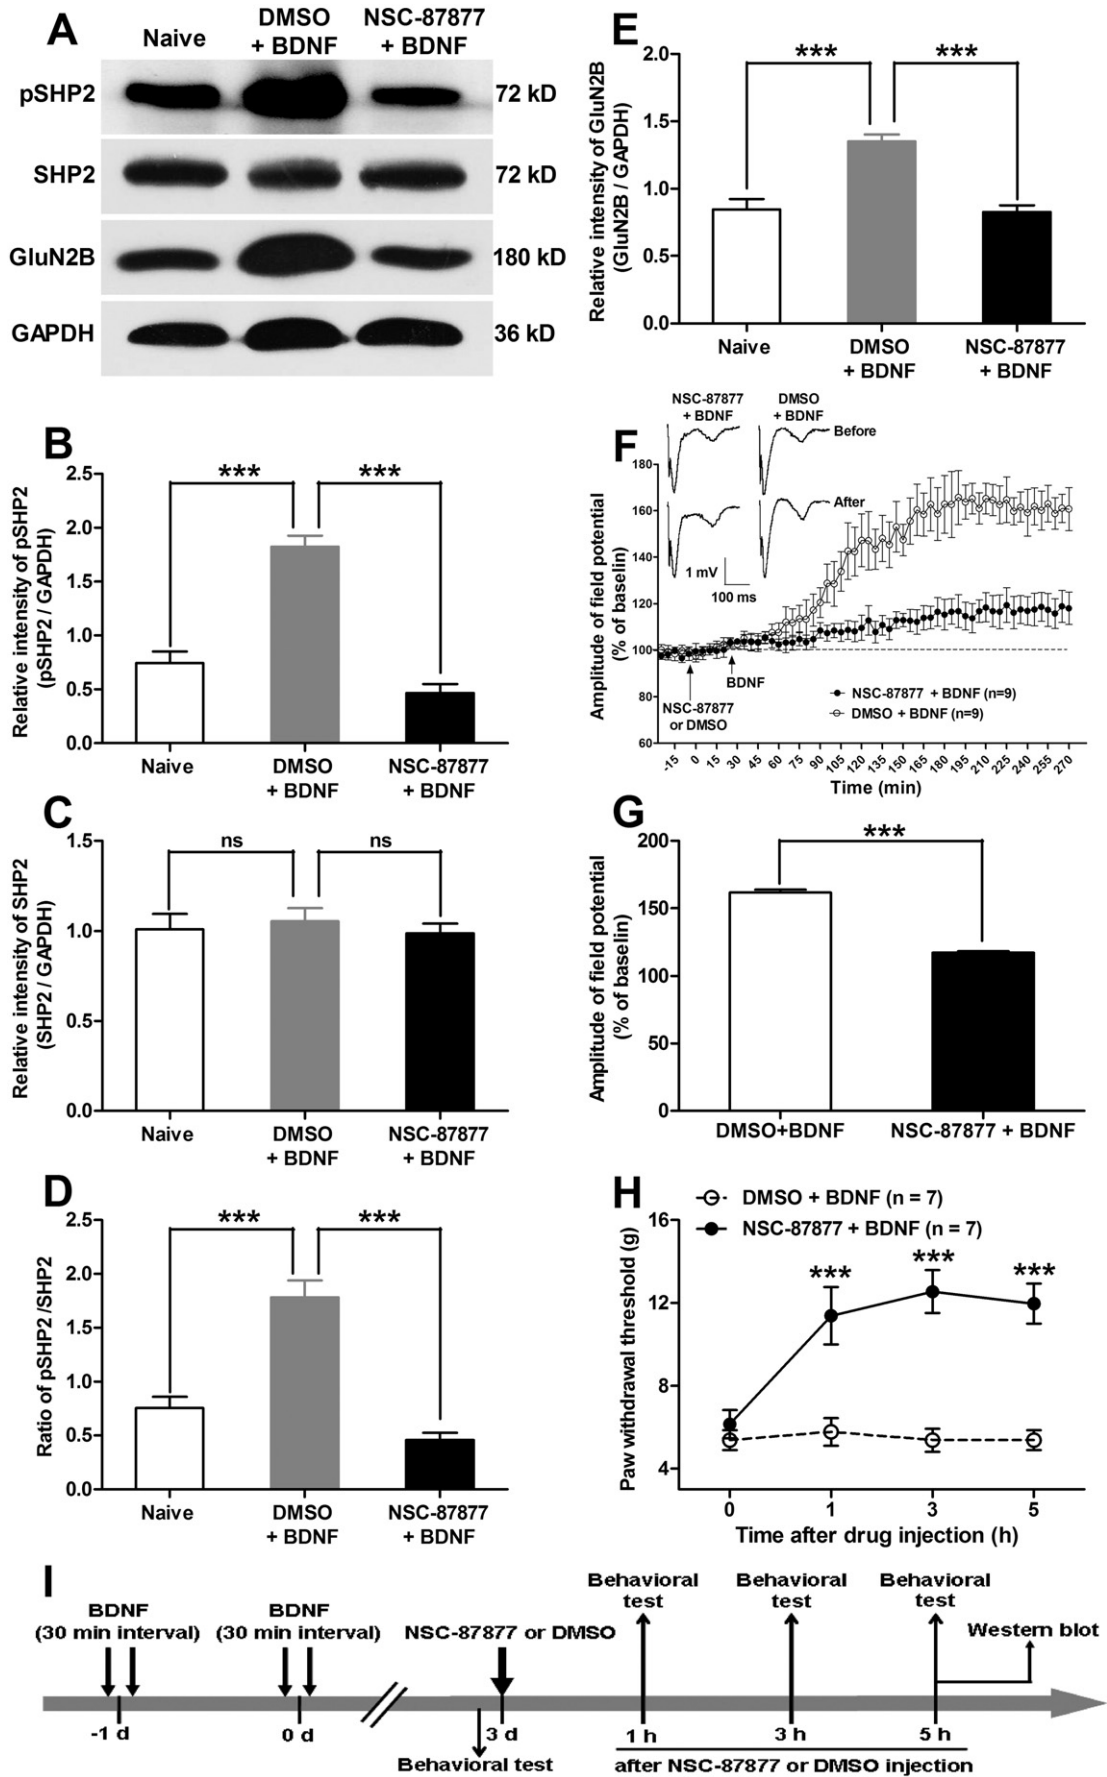 A
Naive
DMSO
+ BDNF
NSC-87877
+ BDNF
pSHP2
72 kD
SHP2
72 kD
GluN2B
180 kD
GAPDH
36 kD
B
Relative intensity of pSHP2
(pSHP2 / GAPDH)
2.5
2.0
1.5
1.0
0.5
0.0
***
***
Naive
DMSO
+ BDNF
NSC-87877
+ BDNF
C
Relative intensity of SHP2
(SHP2 / GAPDH)
1.5
1.0
0.5
0.0
ns
ns
Naive
DMSO
+ BDNF
NSC-87877
+ BDNF
D
Ratio of pSHP2 /SHP2
2.5
2.0
1.5
1.0
0.5
0.0
***
***
Naive
DMSO
+ BDNF
NSC-87877
+ BDNF
E
Relative intensity of GluN2B
(GluN2B / GAPDH)
2.0
1.5
1.0
0.5
0.0
***
***
Naive
DMSO
+ BDNF
NSC-87877
+ BDNF
F
NSC-87877
+ BDNF
DMSO
+ BDNF
Before
After
1 mV
100 ms
Amplitude of field potential
(% of baselin)
180
160
140
120
100
80
60
BDNF
NSC-87877
or DMSO
NSC-87877 + BDNF (n=9)
DMSO + BDNF (n=9)
-15 0 15 30 45 60 75 90 105 120 135 150 165 180 195 210 225 240 255 270
Time (min)
G
Amplitude of field potential
(% of baselin)
200
150
100
50
0
***
DMSO+BDNF
NSC-87877 + BDNF
H
DMSO + BDNF (n = 7)
NSC-87877 + BDNF (n = 7)
Paw withdrawal threshold (g)
16
12
8
4
***
***
***
0 1 3 5
Time after drug injection (h)
I
BDNF
(30 min interval)
BDNF
(30 min interval)
NSC-87877 or DMSO
Behavioral
test
Behavioral
test
Behavioral
test
Western blot
-1 d
0 d
3 d
1 h
3 h
5 h
Behavioral test
after NSC-87877 or DMSO injection